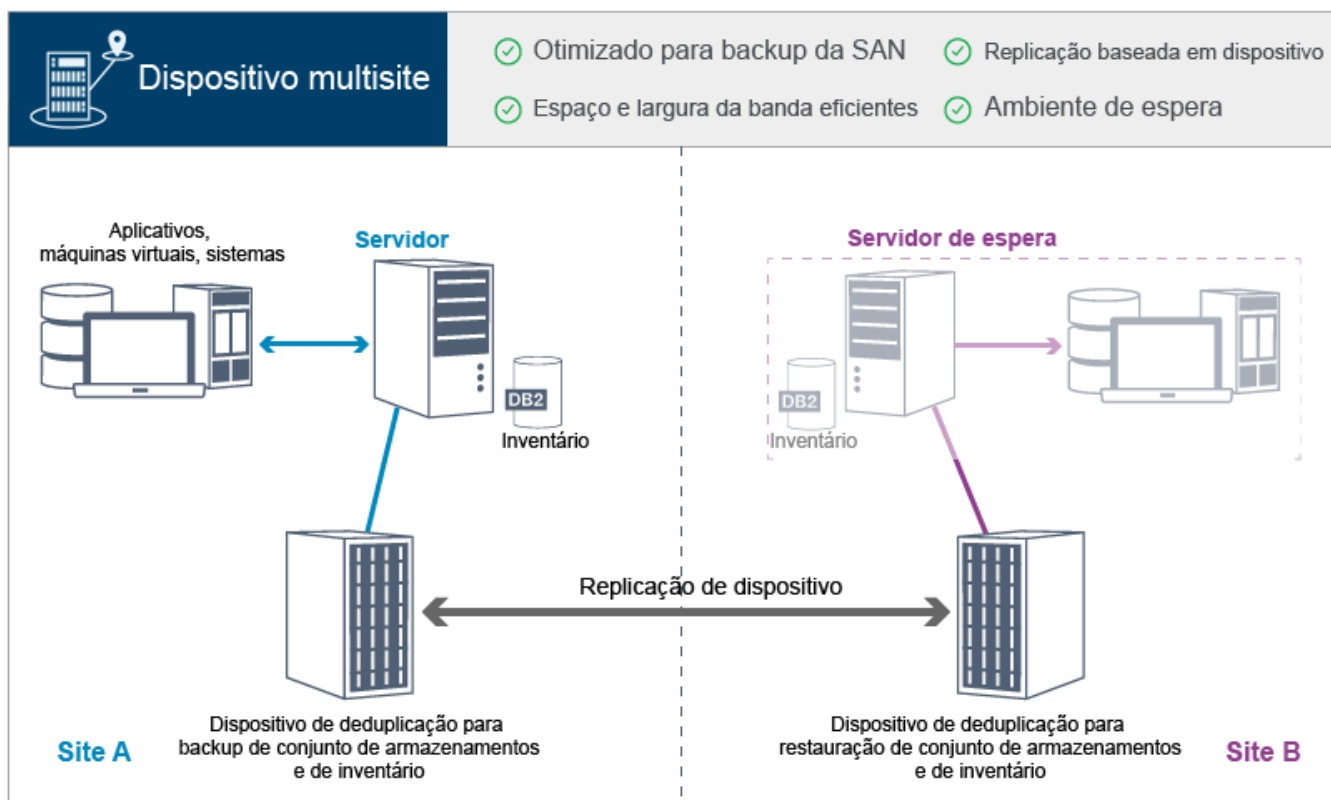 Dispositivo multisite
Otimizado para backup da SAN
Replicação baseada em dispositivo
Espaço e largura da banda eficientes
Ambiente de espera
Aplicativos,
máquinas virtuais, sistemas
Servidor
DB2
Inventário
Servidor de espera
DB2
Inventário
Replicação de dispositivo
Site A
Dispositivo de deduplicação para
backup de conjunto de armazenamentos
e de inventário
Dispositivo de deduplicação para
restauração de conjunto de armazenamentos
e de inventário
Site B